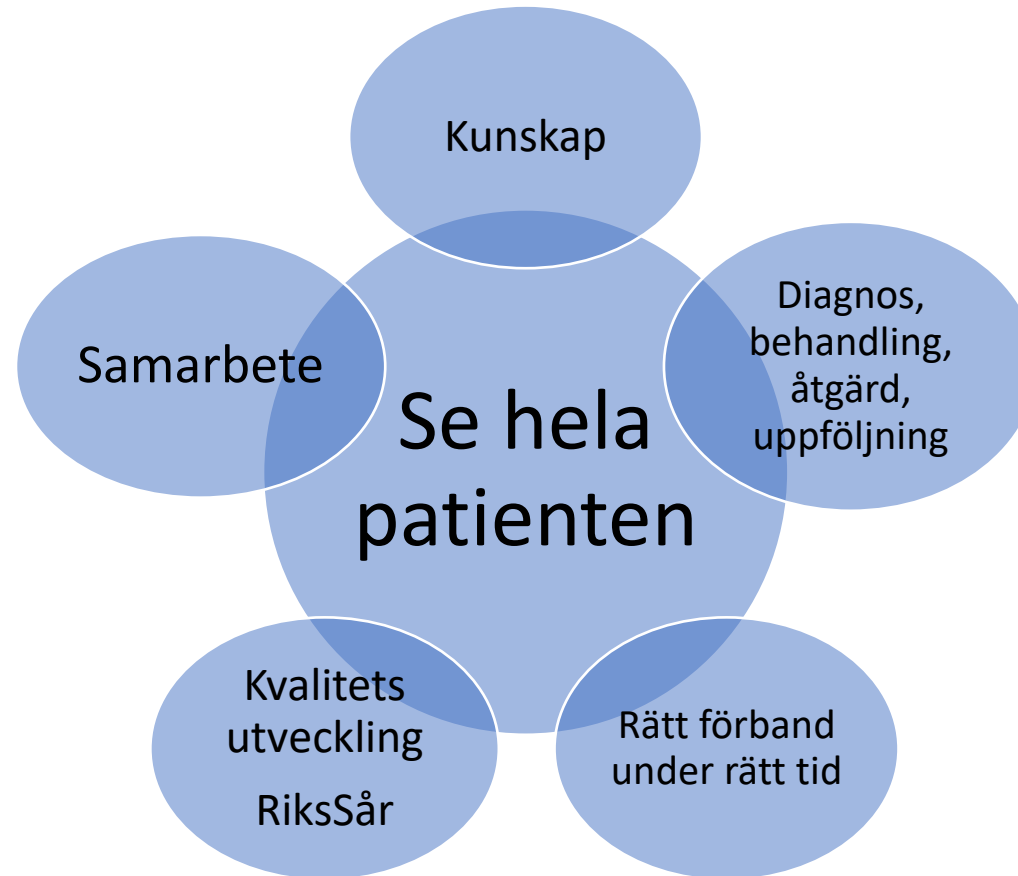 Kunskap
Diagnos,
behandling,
åtgärd,
uppföljning
Samarbete
Se hela
patienten
Kvalitets
utveckling
RiksSår
Rätt förband
under rätt tid